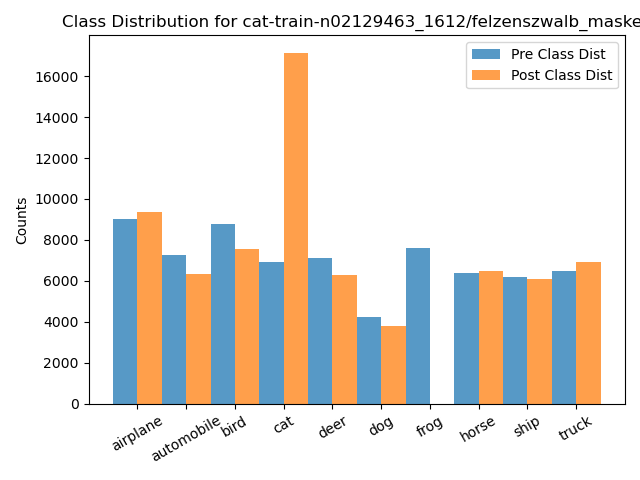 Class Distribution for cat-train-n02129463_1612/felzenszwalb_maske
Pre Class Dist
Post Class Dist
Counts
16000
14000
12000
10000
8000
6000
4000
2000
0
airplane
automobile
bird
cat
deer
dog
frog
horse
ship
truck